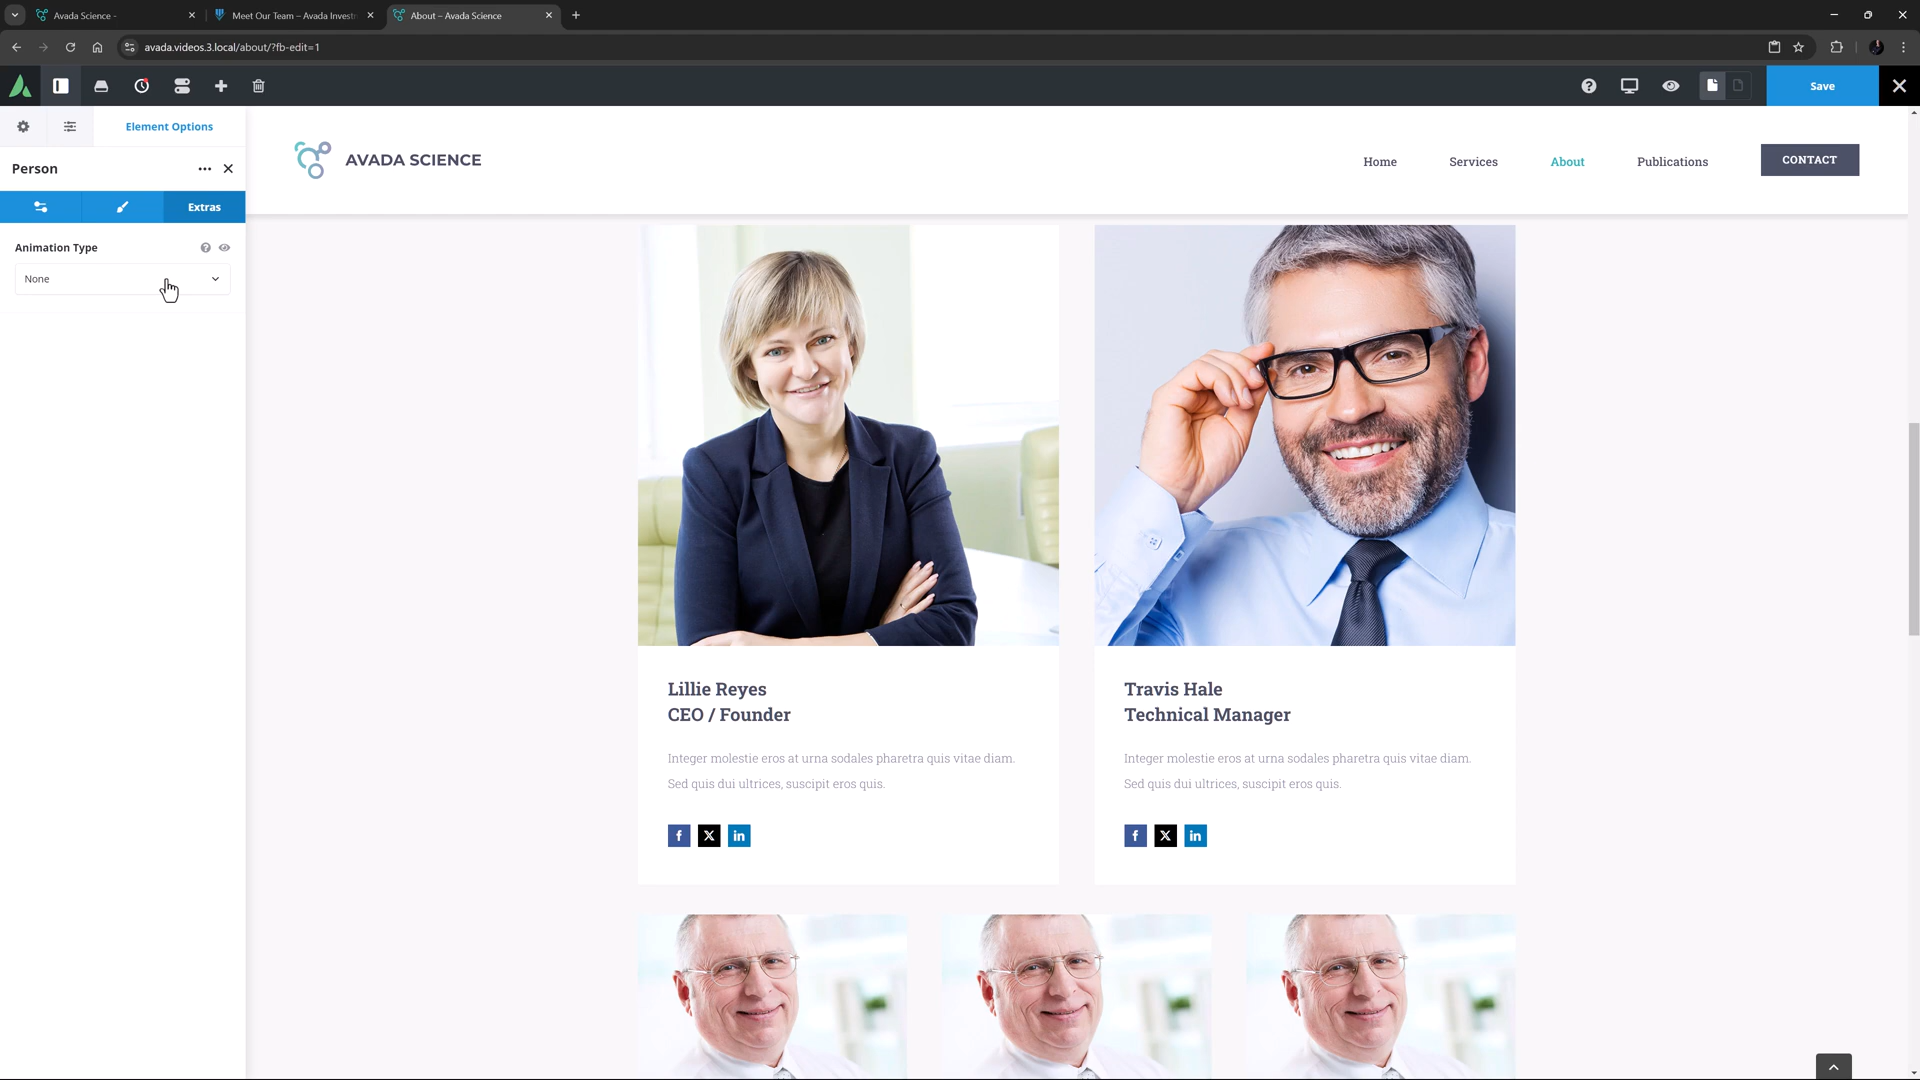 Avada Science -
Meet Our Team – Avada Investm
About – Avada Science
avada.videos.3.local/about/?fb-edit=1
Save
Element Options
Person
Extras
Animation Type
None
AVADA SCIENCE
Home
Services
About
Publications
CONTACT
Lillie Reyes
CEO / Founder
Integer molestie eros at urna sodales pharetra quis vitae diam.
Sed quis dui ultrices, suscipit eros quis.
Travis Hale
Technical Manager
Integer molestie eros at urna sodales pharetra quis vitae diam.
Sed quis dui ultrices, suscipit eros quis.